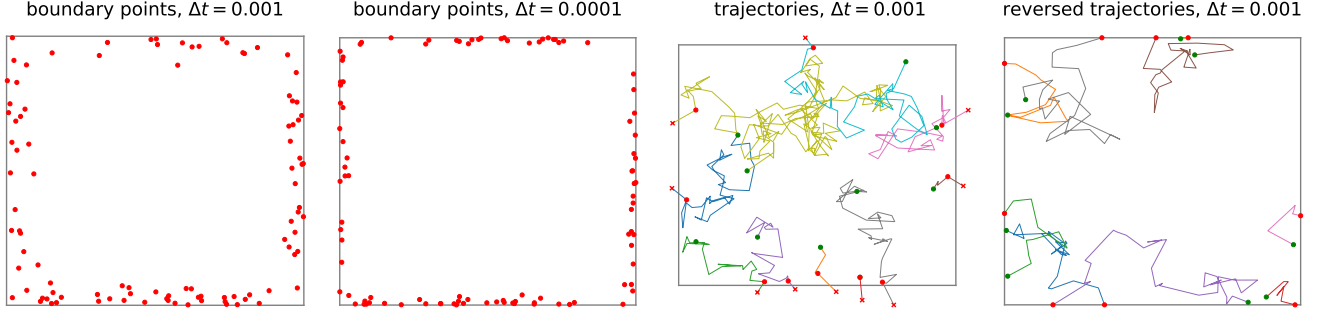 boundary points, Δt = 0.001
boundary points, Δt = 0.0001
trajectories, Δt = 0.001
reversed trajectories, Δt = 0.001